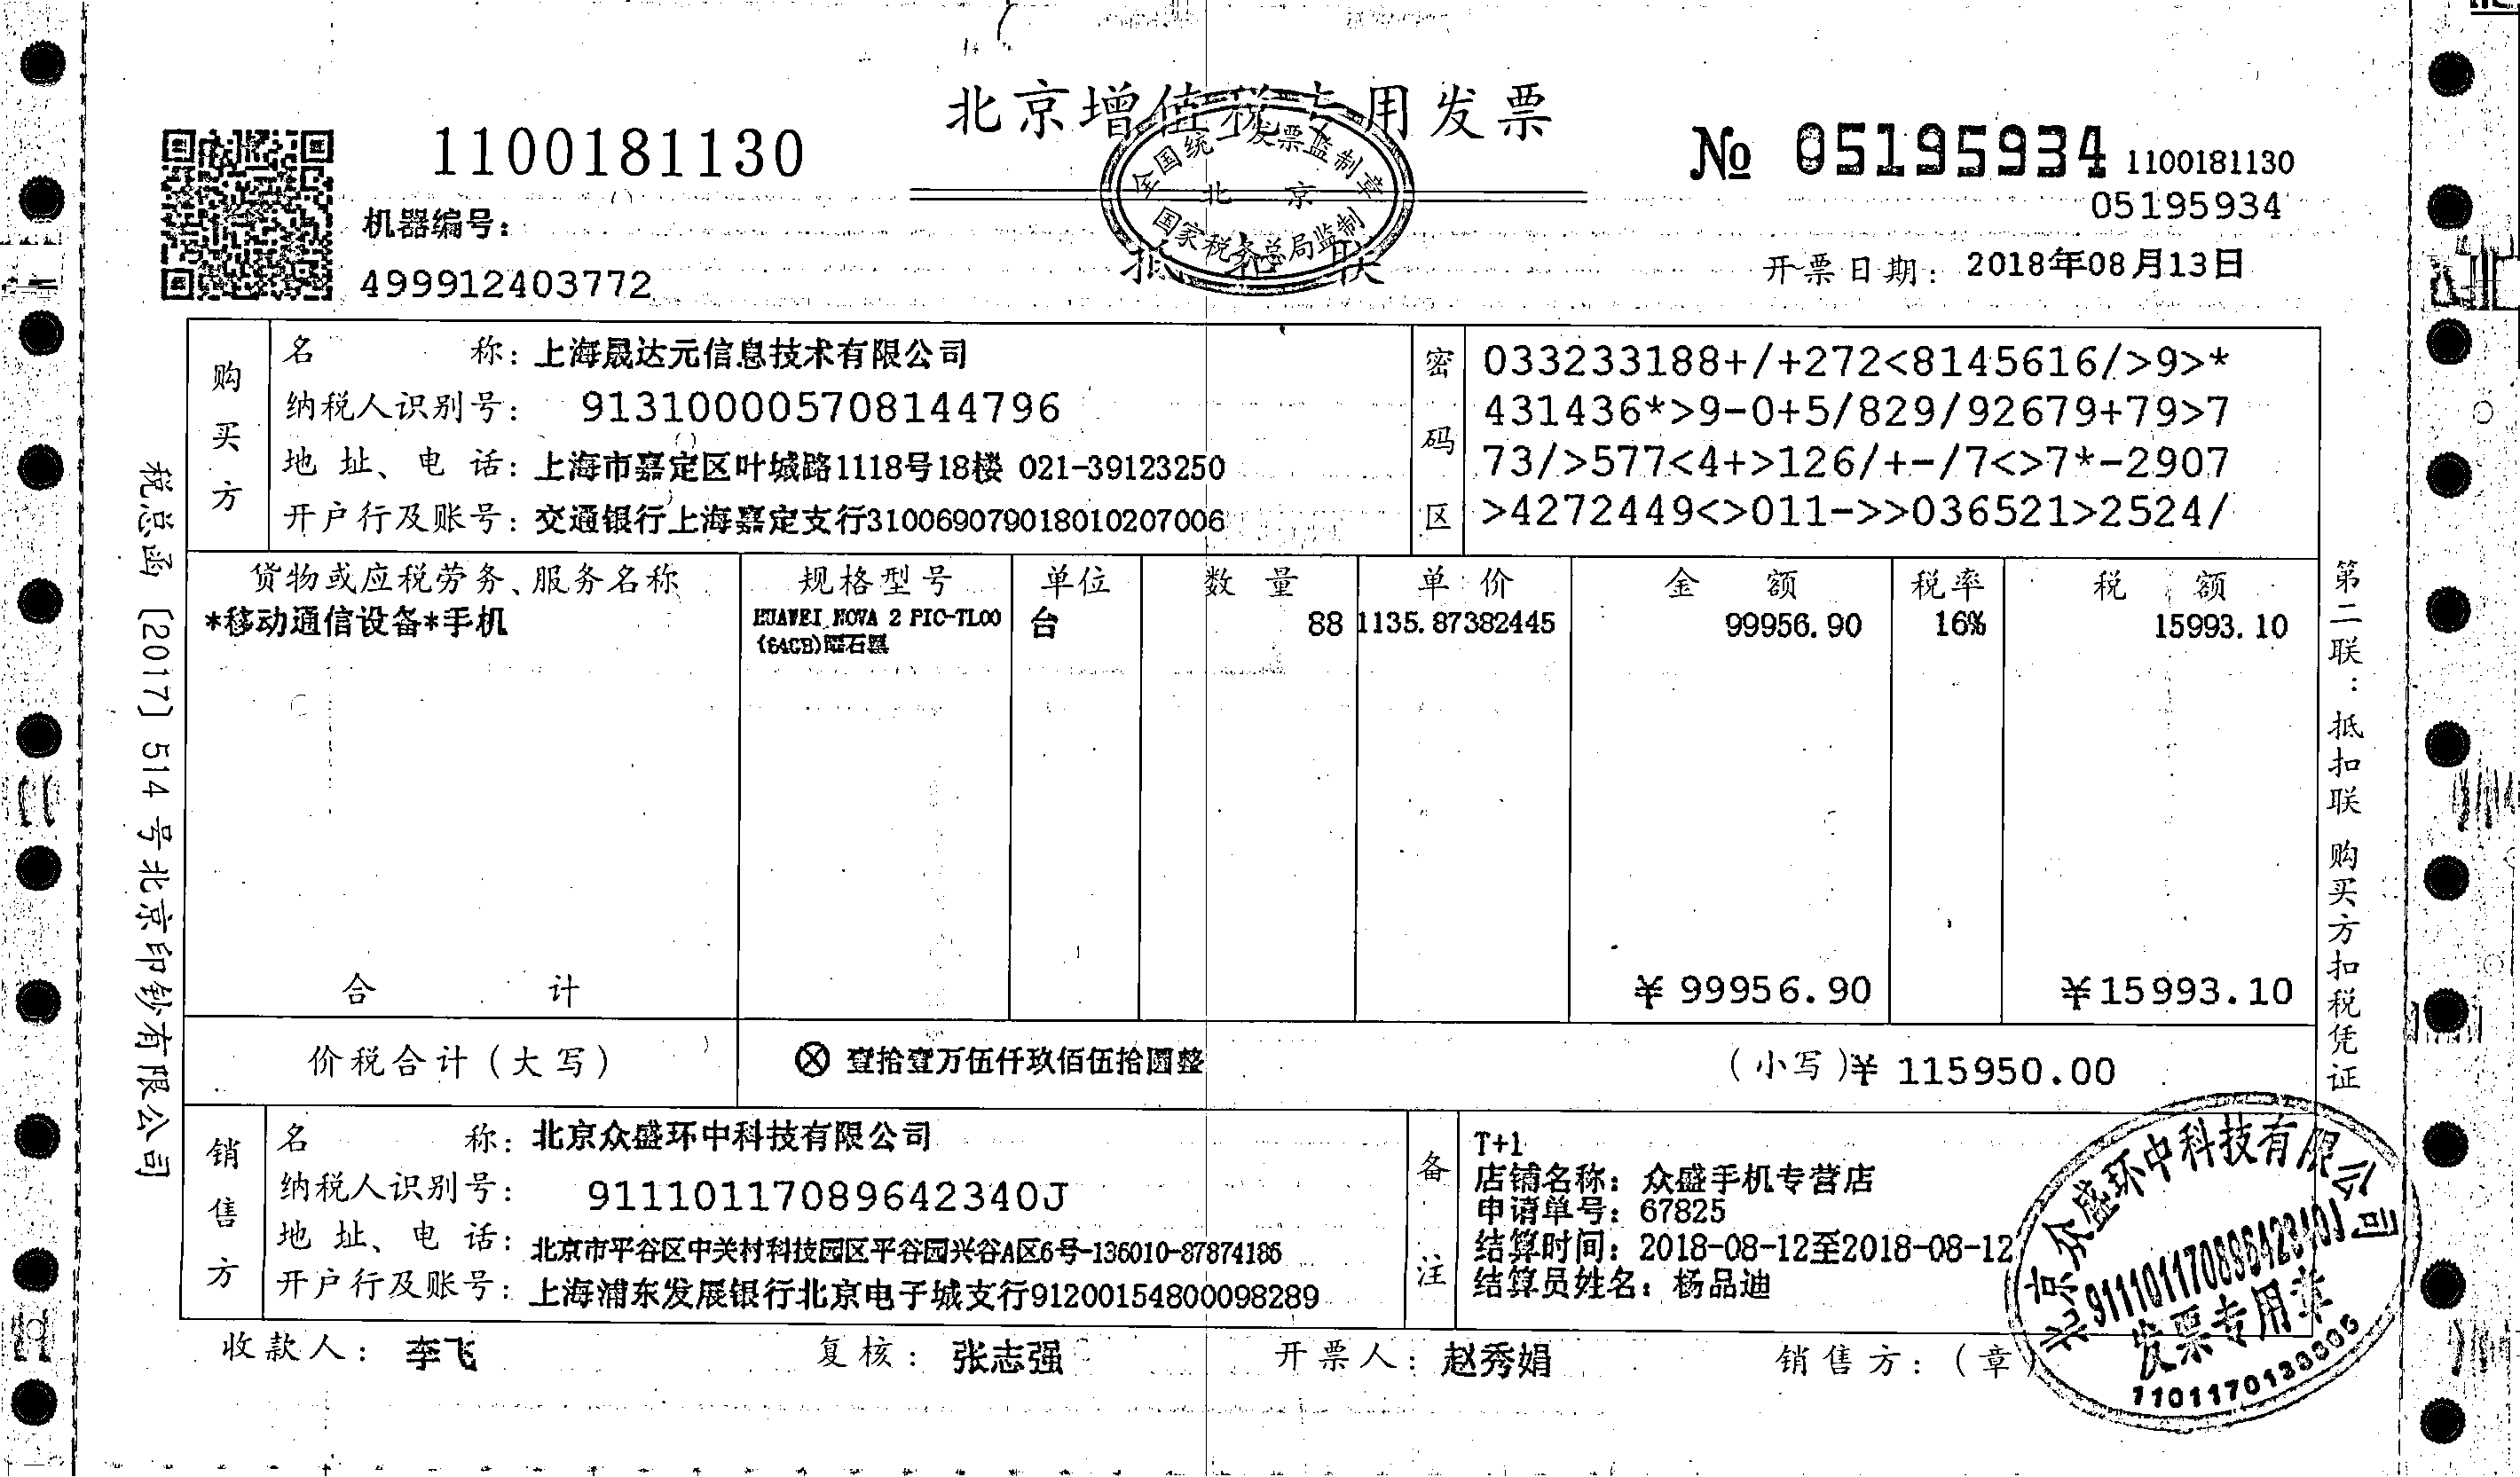 北京增值税专用发票
1100181130
№ 05195934
1100181130
05195934
机器编号:
499912403772
全国统一发票监制章
北 京
国家税务总局监制
抵 扣 联
开票日期: 2018年08月13日
购买方
名 称: 上海晟达元信息技术有限公司
纳税人识别号: 913100005708144796
地 址、电 话: 上海市嘉定区叶城路1118号18楼 021-39123250
开户行及账号: 交通银行上海嘉定支行310069079018010207006
密码区
033233188+/+272<8145616/>9>*
431436*>9-0+5/829/92679+79>7
73/>577<4+>126/+-/7<>7*-2907
>4272449<>011->>036521>2524/
货物或应税劳务、服务名称 规格型号 单位 数 量 单 价 金 额 税率 税 额
*移动通信设备*手机 HUAWEI NOVA 2 PIC-TL00 台 88 1135.87382445 99956.90 16% 15993.10
(64GB)曜石黑
合 计 ¥99956.90 ¥15993.10
价税合计(大写) ⊗ 壹拾壹万伍仟玖佰伍拾圆整 (小写)¥ 115950.00
销售方
名 称: 北京众盛环中科技有限公司
纳税人识别号: 91110117089642340J
地 址、电 话: 北京市平谷区中关村科技园区平谷园兴谷A区6号-136010-87874186
开户行及账号: 上海浦东发展银行北京电子城支行91200154800098289
备注
T+1
店铺名称: 众盛手机专营店
申请单号: 67825
结算时间: 2018-08-12至2018-08-12
结算员姓名: 杨品迪
收款人: 李飞 复核: 张志强 开票人: 赵秀娟 销售方:(章)
北京众盛环中科技有限公司
91110117089642340J
发票专用章
税总函〔2017〕514号北京印钞有限公司
第二联:抵扣联 购买方扣税凭证